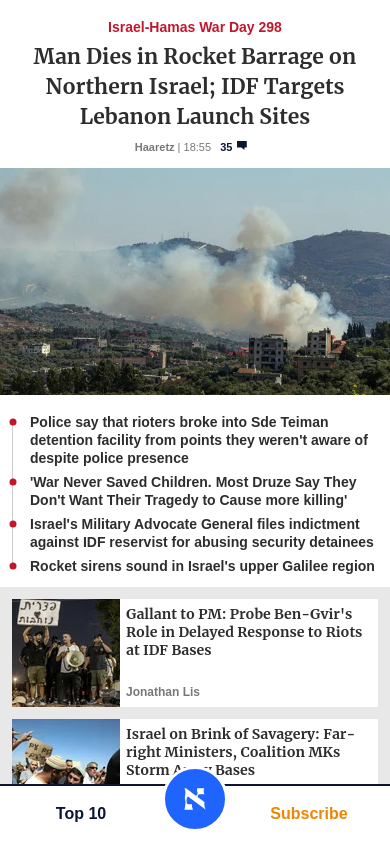 Israel-Hamas War Day 298
Man Dies in Rocket Barrage on
Northern Israel; IDF Targets
Lebanon Launch Sites
Haaretz | 18:55 35
Police say that rioters broke into Sde Teiman
detention facility from points they weren't aware of
despite police presence
'War Never Saved Children. Most Druze Say They
Don't Want Their Tragedy to Cause more killing'
Israel's Military Advocate General files indictment
against IDF reservist for abusing security detainees
Rocket sirens sound in Israel's upper Galilee region
Gallant to PM: Probe Ben-Gvir's
Role in Delayed Response to Riots
at IDF Bases
Jonathan Lis
Israel on Brink of Savagery: Far-
right Ministers, Coalition MKs
Storm Army Bases
Top 10
Subscribe